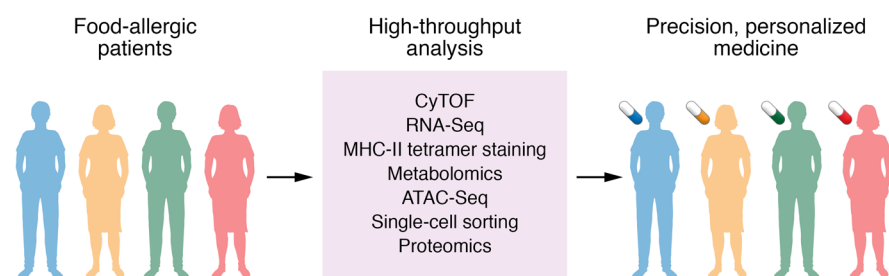 Food-allergic
patients
High-throughput
analysis
Precision, personalized
medicine
CyTOF
RNA-Seq
MHC-II tetramer staining
Metabolomics
ATAC-Seq
Single-cell sorting
Proteomics